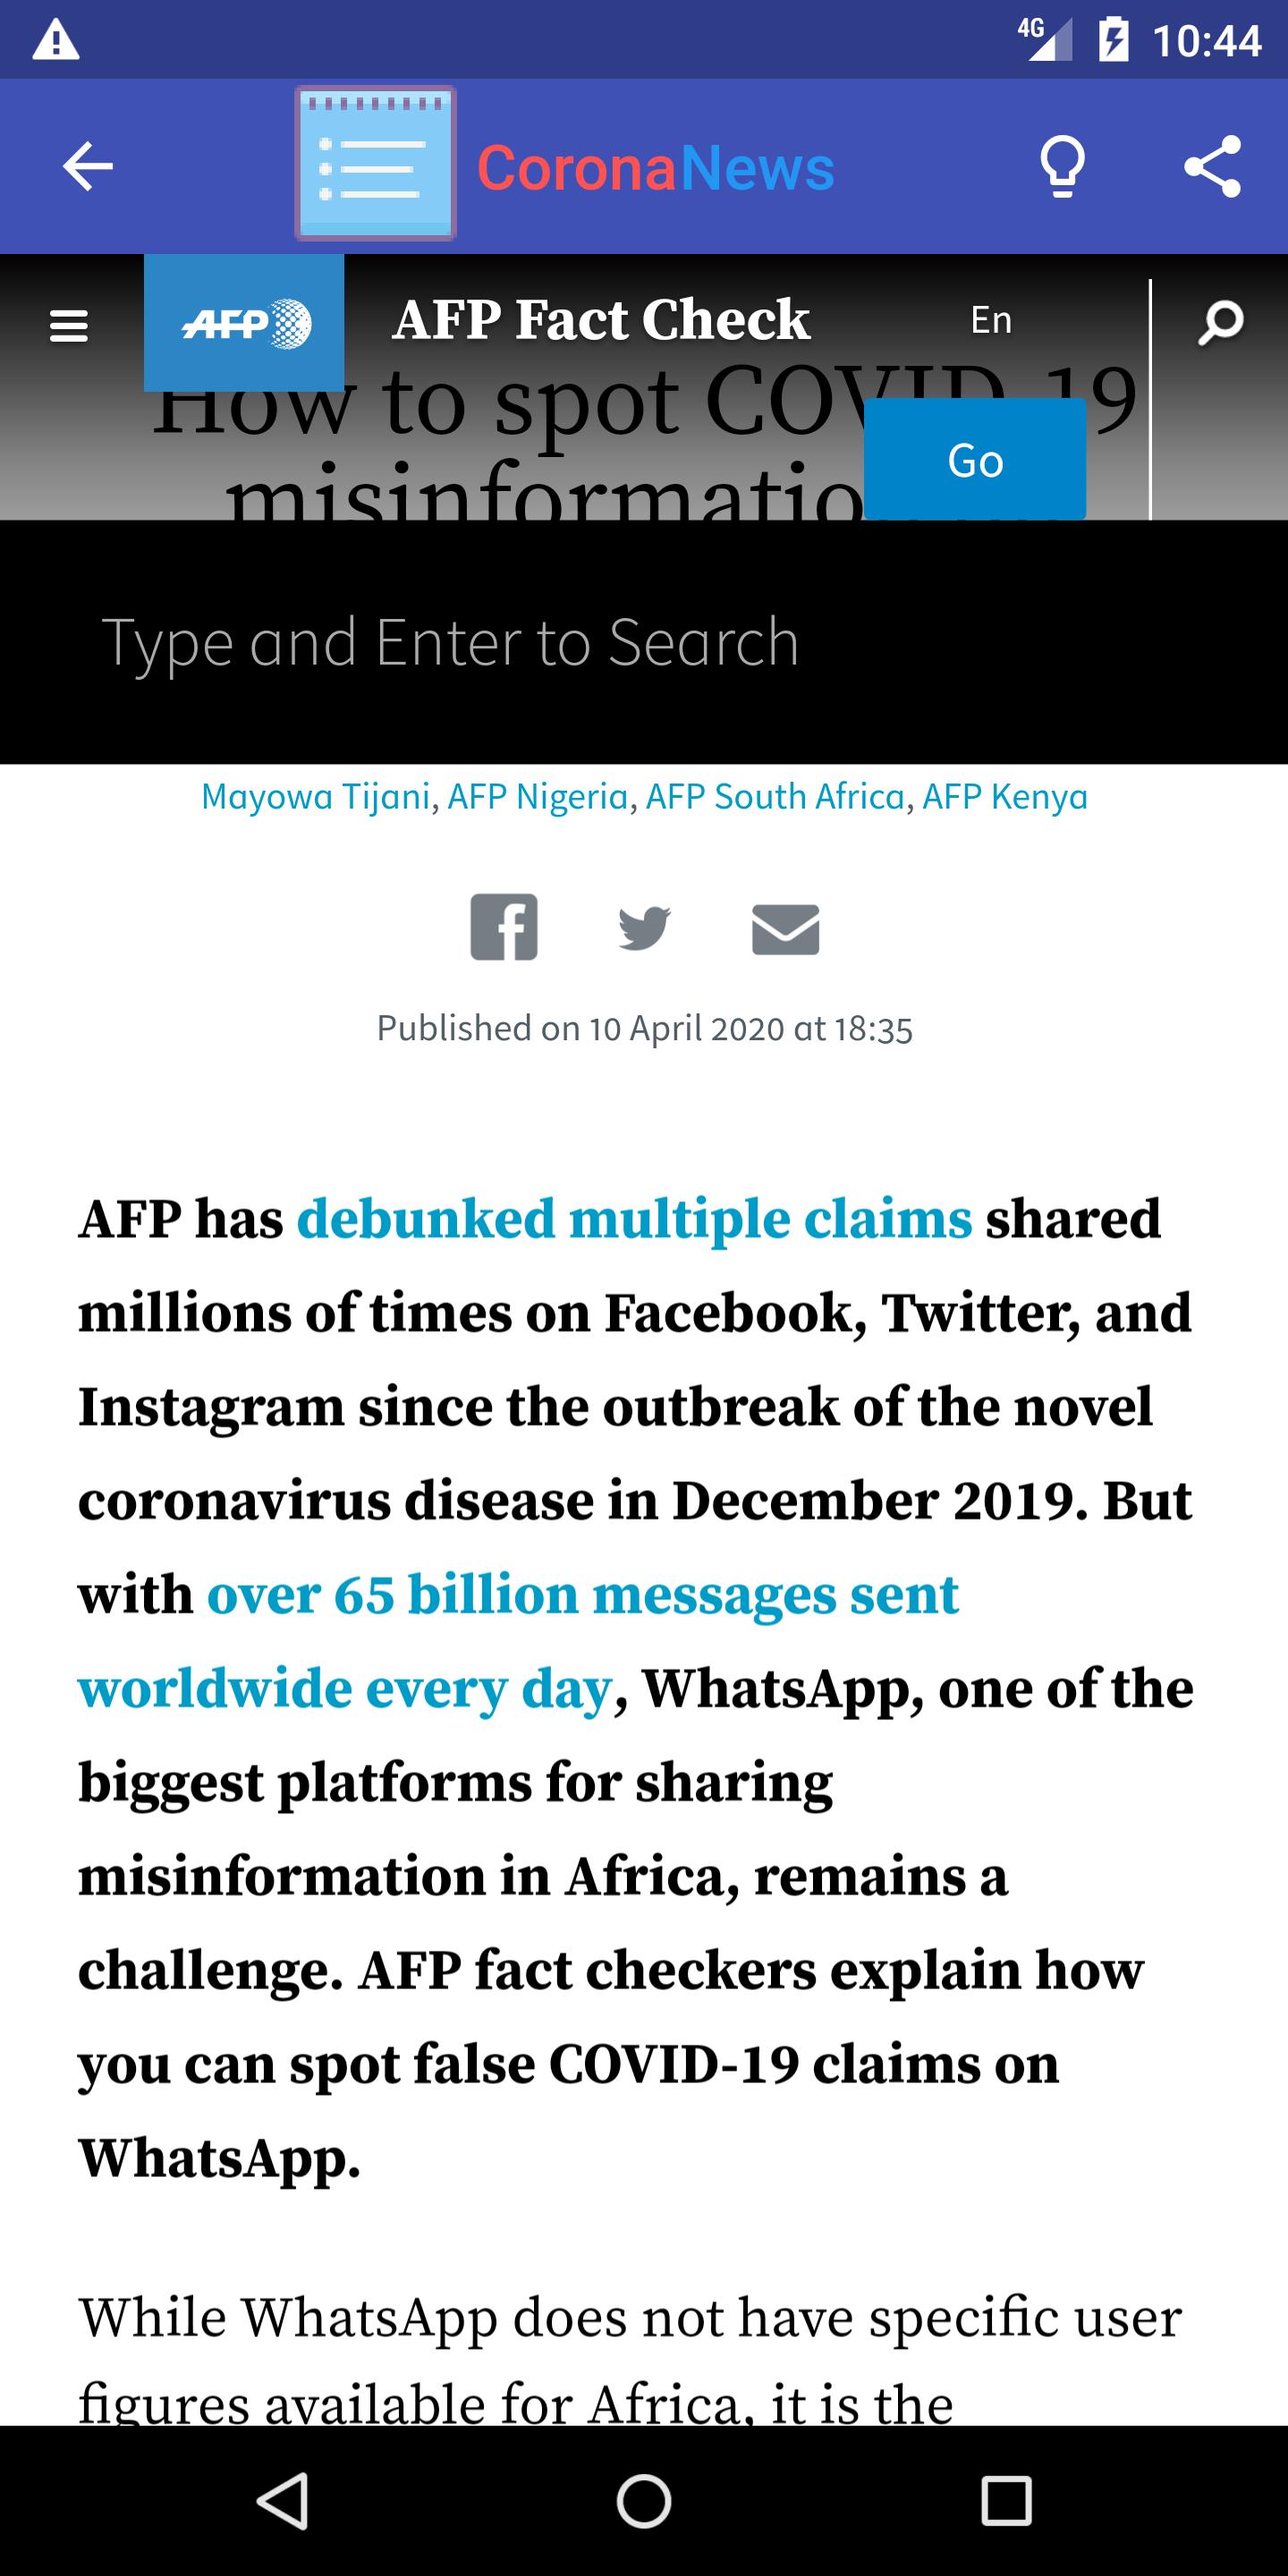 4G 10:44
CoronaNews
AFP AFP Fact Check En
How to spot COVID-19
Go
Type and Enter to Search
Mayowa Tijani, AFP Nigeria, AFP South Africa, AFP Kenya
Published on 10 April 2020 at 18:35
AFP has debunked multiple claims shared
millions of times on Facebook, Twitter, and
Instagram since the outbreak of the novel
coronavirus disease in December 2019. But
with over 65 billion messages sent
worldwide every day, WhatsApp, one of the
biggest platforms for sharing
misinformation in Africa, remains a
challenge. AFP fact checkers explain how
you can spot false COVID-19 claims on
WhatsApp.
While WhatsApp does not have specific user
figures available for Africa, it is the